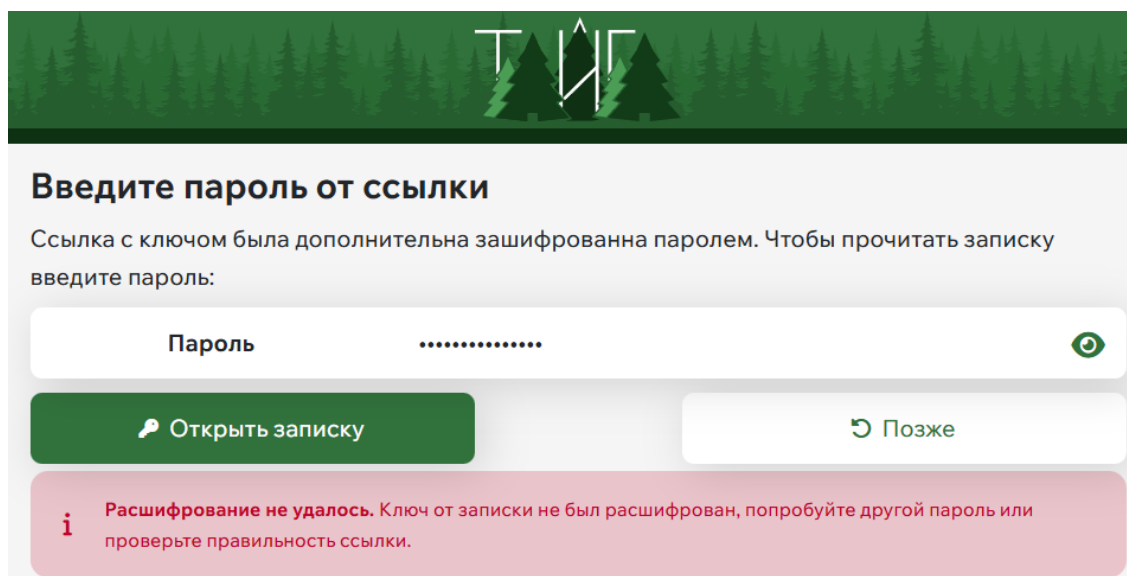 ТАЙГА
Введите пароль от ссылки
Ссылка с ключом была дополнительна зашифрованна паролем. Чтобы прочитать записку
введите пароль:
Пароль •••••••••••••••
Открыть записку
Позже
Расшифрование не удалось. Ключ от записки не был расшифрован, попробуйте другой пароль или
проверьте правильность ссылки.